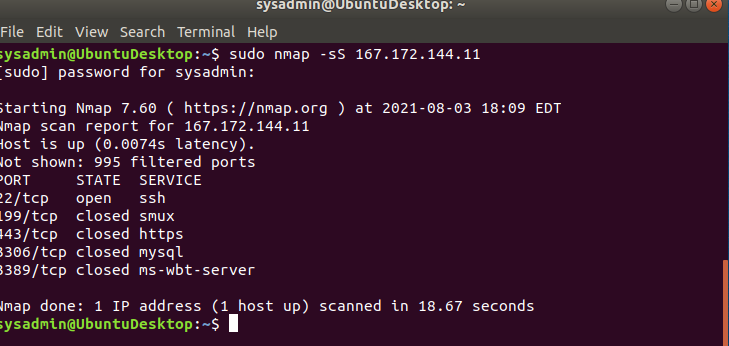 sysadmin@UbuntuDesktop: ~
File Edit View Search Terminal Help
sysadmin@UbuntuDesktop:~$ sudo nmap -sS 167.172.144.11
[sudo] password for sysadmin:
Starting Nmap 7.60 ( https://nmap.org ) at 2021-08-03 18:09 EDT
Nmap scan report for 167.172.144.11
Host is up (0.0074s latency).
Not shown: 995 filtered ports
PORT     STATE  SERVICE
22/tcp   open   ssh
199/tcp  closed smux
443/tcp  closed https
3306/tcp closed mysql
3389/tcp closed ms-wbt-server
Nmap done: 1 IP address (1 host up) scanned in 18.67 seconds
sysadmin@UbuntuDesktop:~$